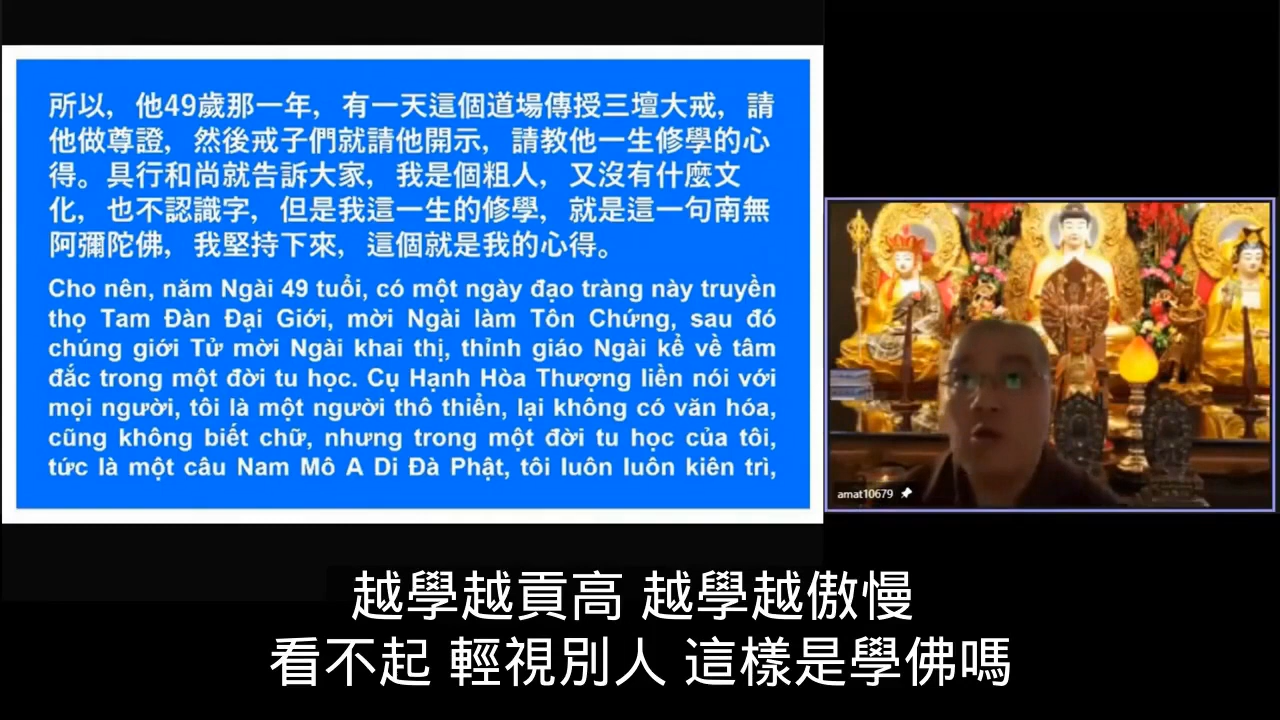 所以，他49歲那一年，有一天這個道場傳授三壇大戒，請
他做尊證，然後戒子們就請他開示，請教他一生修學的心
得。具行和尚就告訴大家，我是個粗人，又沒有什麼文
化，也不認識字，但是我這一生的修學，就是這一句南無
阿彌陀佛，我堅持下來，這個就是我的心得。
Cho nên, năm Ngài 49 tuổi, có một ngày đạo tràng này truyền
thọ Tam Đàn Đại Giới, mời Ngài làm Tôn Chứng, sau đó
chúng giới Tử mời Ngài khai thị, thỉnh giáo Ngài kể về tâm
đắc trong một đời tu học. Cụ Hạnh Hòa Thượng liền nói với
mọi người, tôi là một người thô thiển, lại không có văn hóa,
cũng không biết chữ, nhưng trong một đời tu học của tôi,
tức là một câu Nam Mô A Di Đà Phật, tôi luôn luôn kiên trì,
amat10679
越學越貢高 越學越傲慢
看不起 輕視別人 這樣是學佛嗎